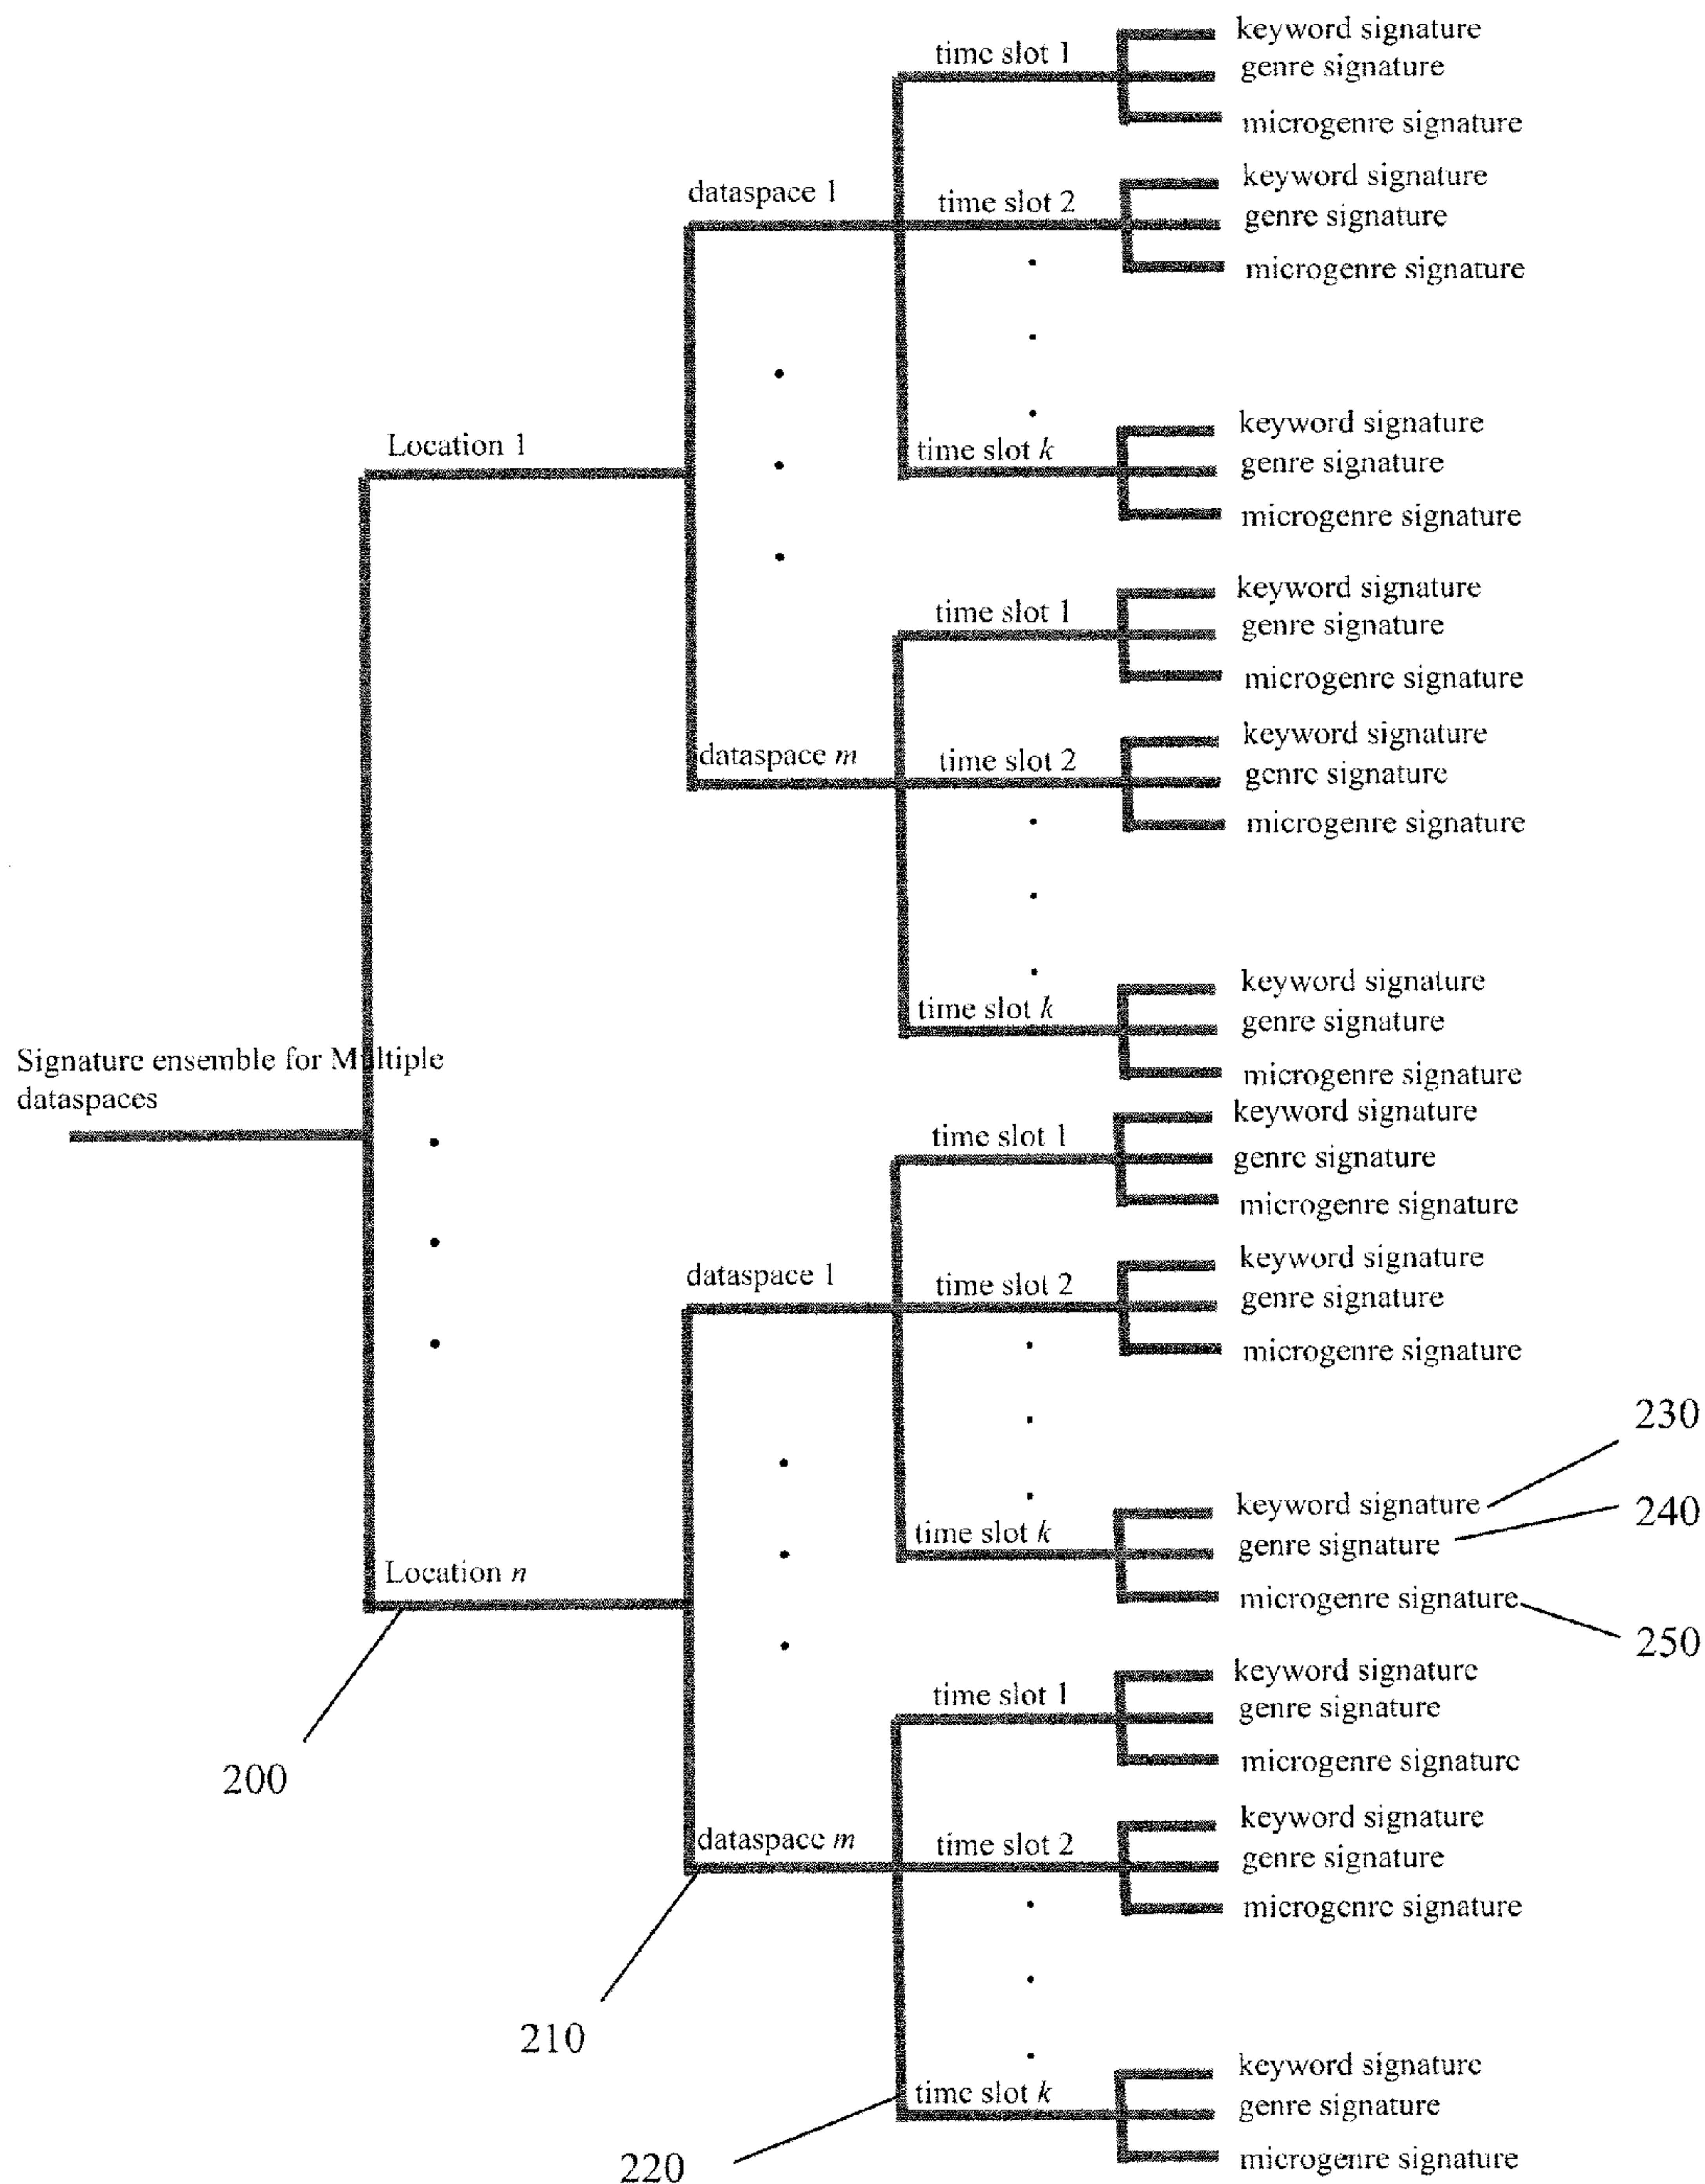 time slot 1
keyword signature
genre signature
microgenre signature
dataspace 1
time slot 2
keyword signature
genre signature
microgenre signature
Location 1
time slot k
keyword signature
genre signature
microgenre signature
time slot 1
keyword signature
genre signature
microgenre signature
dataspace m
time slot 2
keyword signature
genre signature
microgenre signature
time slot k
keyword signature
genre signature
microgenre signature
Signature ensemble for Multiple
dataspaces
time slot 1
keyword signature
genre signature
microgenre signature
dataspace 1
time slot 2
keyword signature
genre signature
microgenre signature
230
time slot k
keyword signature
240
genre signature
Location n
microgenre signature
250
time slot 1
keyword signature
genre signature
microgenre signature
200
dataspace m
time slot 2
keyword signature
genre signature
microgenre signature
210
time slot k
keyword signature
genre signature
microgenre signature
220